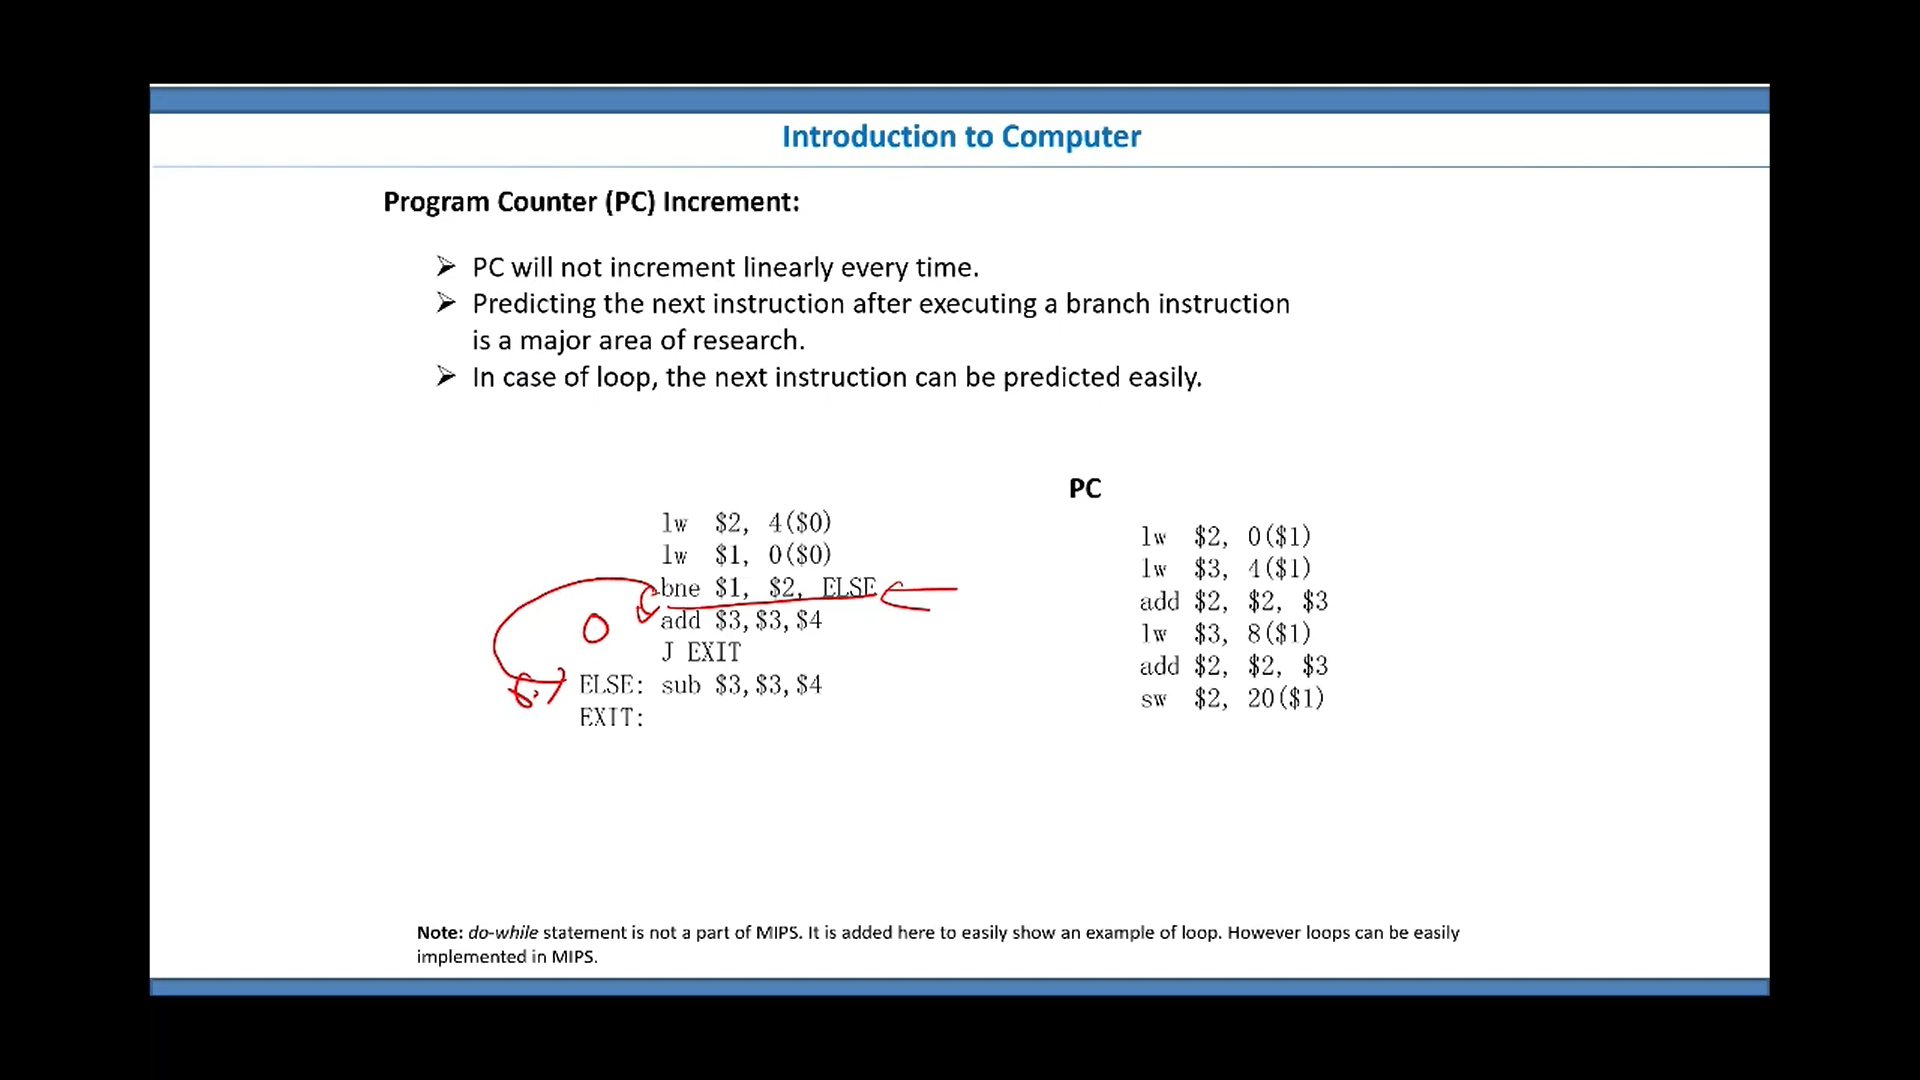 Introduction to Computer
Program Counter (PC) Increment:
➢ PC will not increment linearly every time.
➢ Predicting the next instruction after executing a branch instruction
is a major area of research.
➢ In case of loop, the next instruction can be predicted easily.
lw $2, 4($0)
lw $1, 0($0)
bne $1, $2, ELSE
add $3,$3,$4
J EXIT
ELSE: sub $3,$3,$4
EXIT:
PC
lw $2, 0($1)
lw $3, 4($1)
add $2, $2, $3
lw $3, 8($1)
add $2, $2, $3
sw $2, 20($1)
Note: do-while statement is not a part of MIPS. It is added here to easily show an example of loop. However loops can be easily
implemented in MIPS.